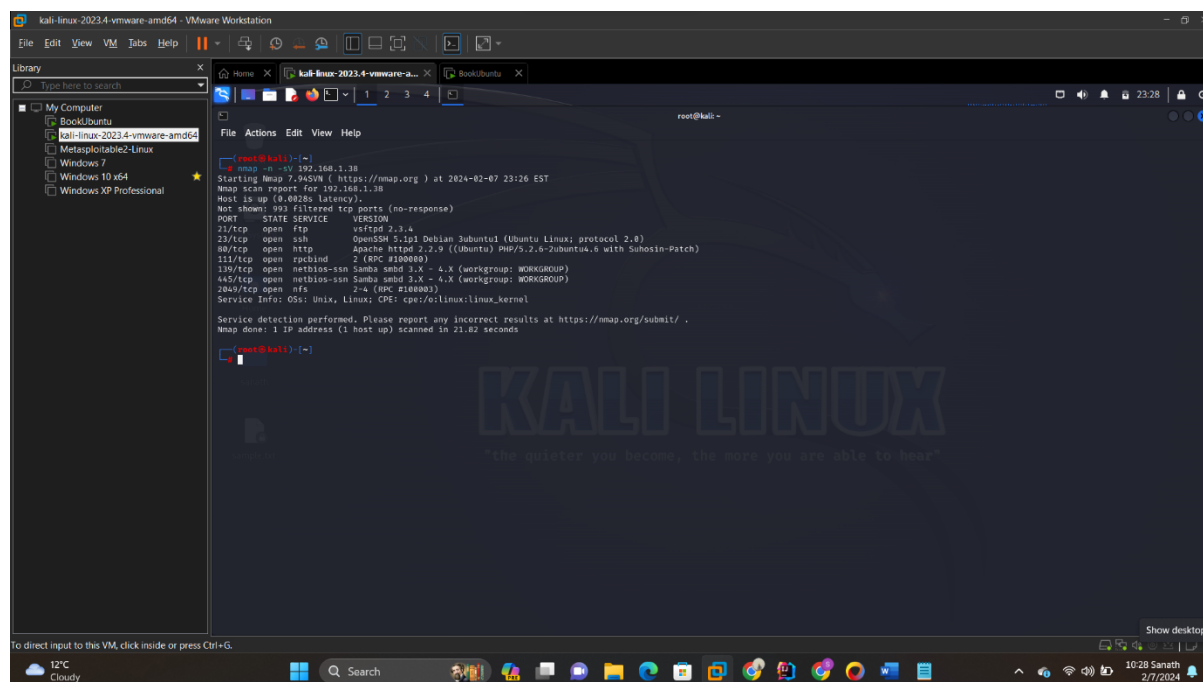 kali-linux-2023.4-vmware-amd64 - VMware Workstation
File Edit View VM Tabs Help
Library
Type here to search
My Computer
BookUbuntu
kali-linux-2023.4-vmware-amd64
Metasploitable2-Linux
Windows 7
Windows 10 x64
Windows XP Professional
Home kali-linux-2023.4-vmware-a... BookUbuntu
1 2 3 4 23:28
root@kali: ~
File Actions Edit View Help
(root㉿kali)-[~]
# nmap -n -sV 192.168.1.38
Starting Nmap 7.94SVN ( https://nmap.org ) at 2024-02-07 23:26 EST
Nmap scan report for 192.168.1.38
Host is up (0.0028s latency).
Not shown: 993 filtered tcp ports (no-response)
PORT STATE SERVICE VERSION
21/tcp open ftp vsftpd 2.3.4
23/tcp open ssh OpenSSH 5.1p1 Debian 3ubuntu1 (Ubuntu Linux; protocol 2.0)
80/tcp open http Apache httpd 2.2.9 ((Ubuntu) PHP/5.2.6-2ubuntu4.6 with Suhosin-Patch)
111/tcp open rpcbind 2 (RPC #100000)
139/tcp open netbios-ssn Samba smbd 3.X - 4.X (workgroup: WORKGROUP)
445/tcp open netbios-ssn Samba smbd 3.X - 4.X (workgroup: WORKGROUP)
2049/tcp open nfs 2-4 (RPC #100003)
Service Info: OSs: Unix, Linux; CPE: cpe:/o:linux:linux_kernel
Service detection performed. Please report any incorrect results at https://nmap.org/submit/ .
Nmap done: 1 IP address (1 host up) scanned in 21.82 seconds
(root㉿kali)-[~]
#
KALI LINUX
"the quieter you become, the more you are able to hear"
Show desktop
To direct input to this VM, click inside or press Ctrl+G.
12°C
Cloudy
Search
10:28 Sanath
2/7/2024